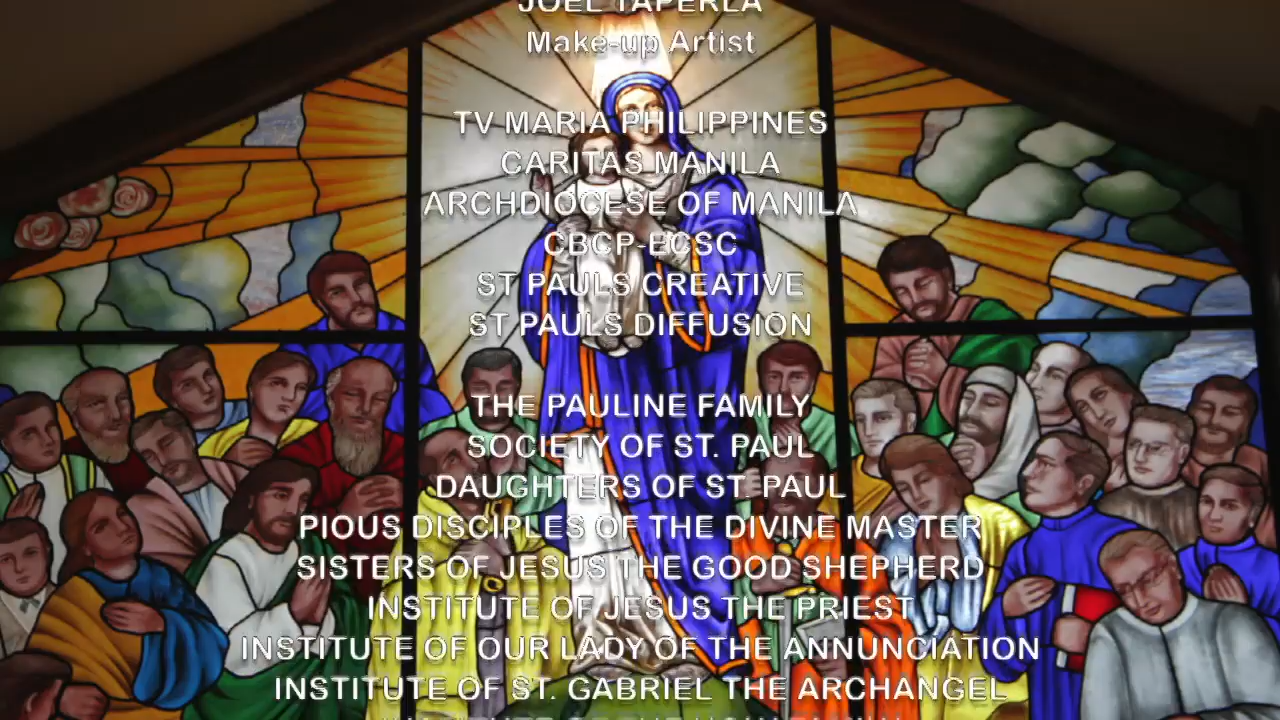 JOEL TAPERLA
Make-up Artist
TV MARIA PHILIPPINES
CARITAS MANILA
ARCHDIOCESE OF MANILA
CBCP-ECSC
ST PAULS CREATIVE
ST PAULS DIFFUSION
THE PAULINE FAMILY
SOCIETY OF ST. PAUL
DAUGHTERS OF ST. PAUL
PIOUS DISCIPLES OF THE DIVINE MASTER
SISTERS OF JESUS THE GOOD SHEPHERD
INSTITUTE OF JESUS THE PRIEST
INSTITUTE OF OUR LADY OF THE ANNUNCIATION
INSTITUTE OF ST. GABRIEL THE ARCHANGEL